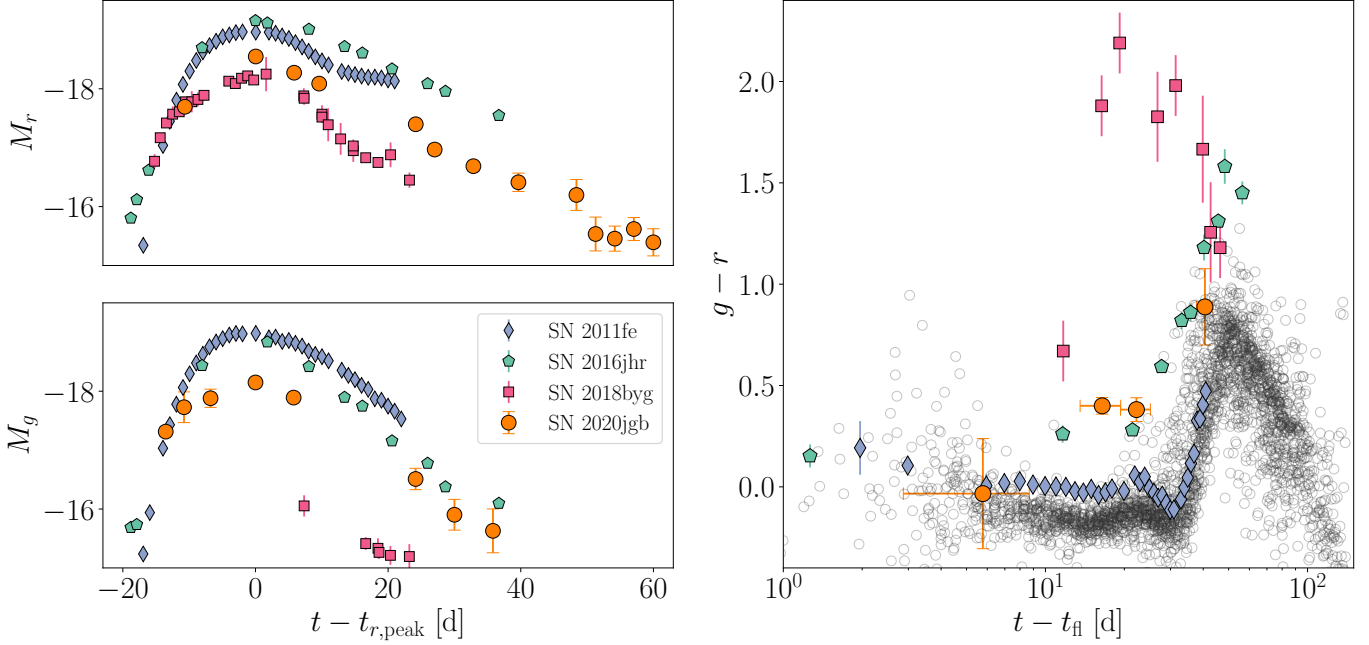 −18
−16
M_r
−18
−16
M_g
SN 2011fe
SN 2016jhr
SN 2018byg
SN 2020jgb
−20
0
20
40
60
t − t_{r,peak} [d]
2.0
1.5
1.0
0.5
0.0
g − r
10^0
10^1
10^2
t − t_fl [d]